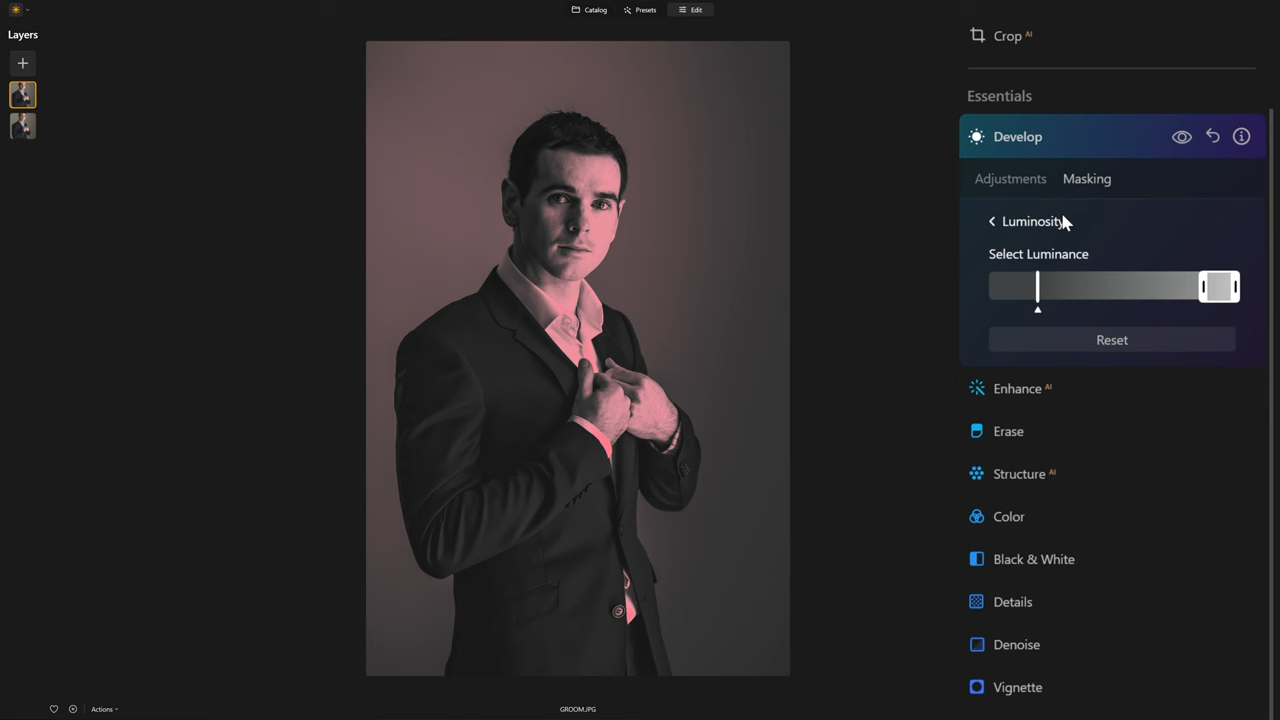 Catalog
Presets
Edit
Layers
Crop AI
Essentials
Develop
Adjustments
Masking
Luminosity
Select Luminance
Reset
Enhance AI
Erase
Structure AI
Color
Black & White
Details
Denoise
Vignette
Actions
GROOM.JPG